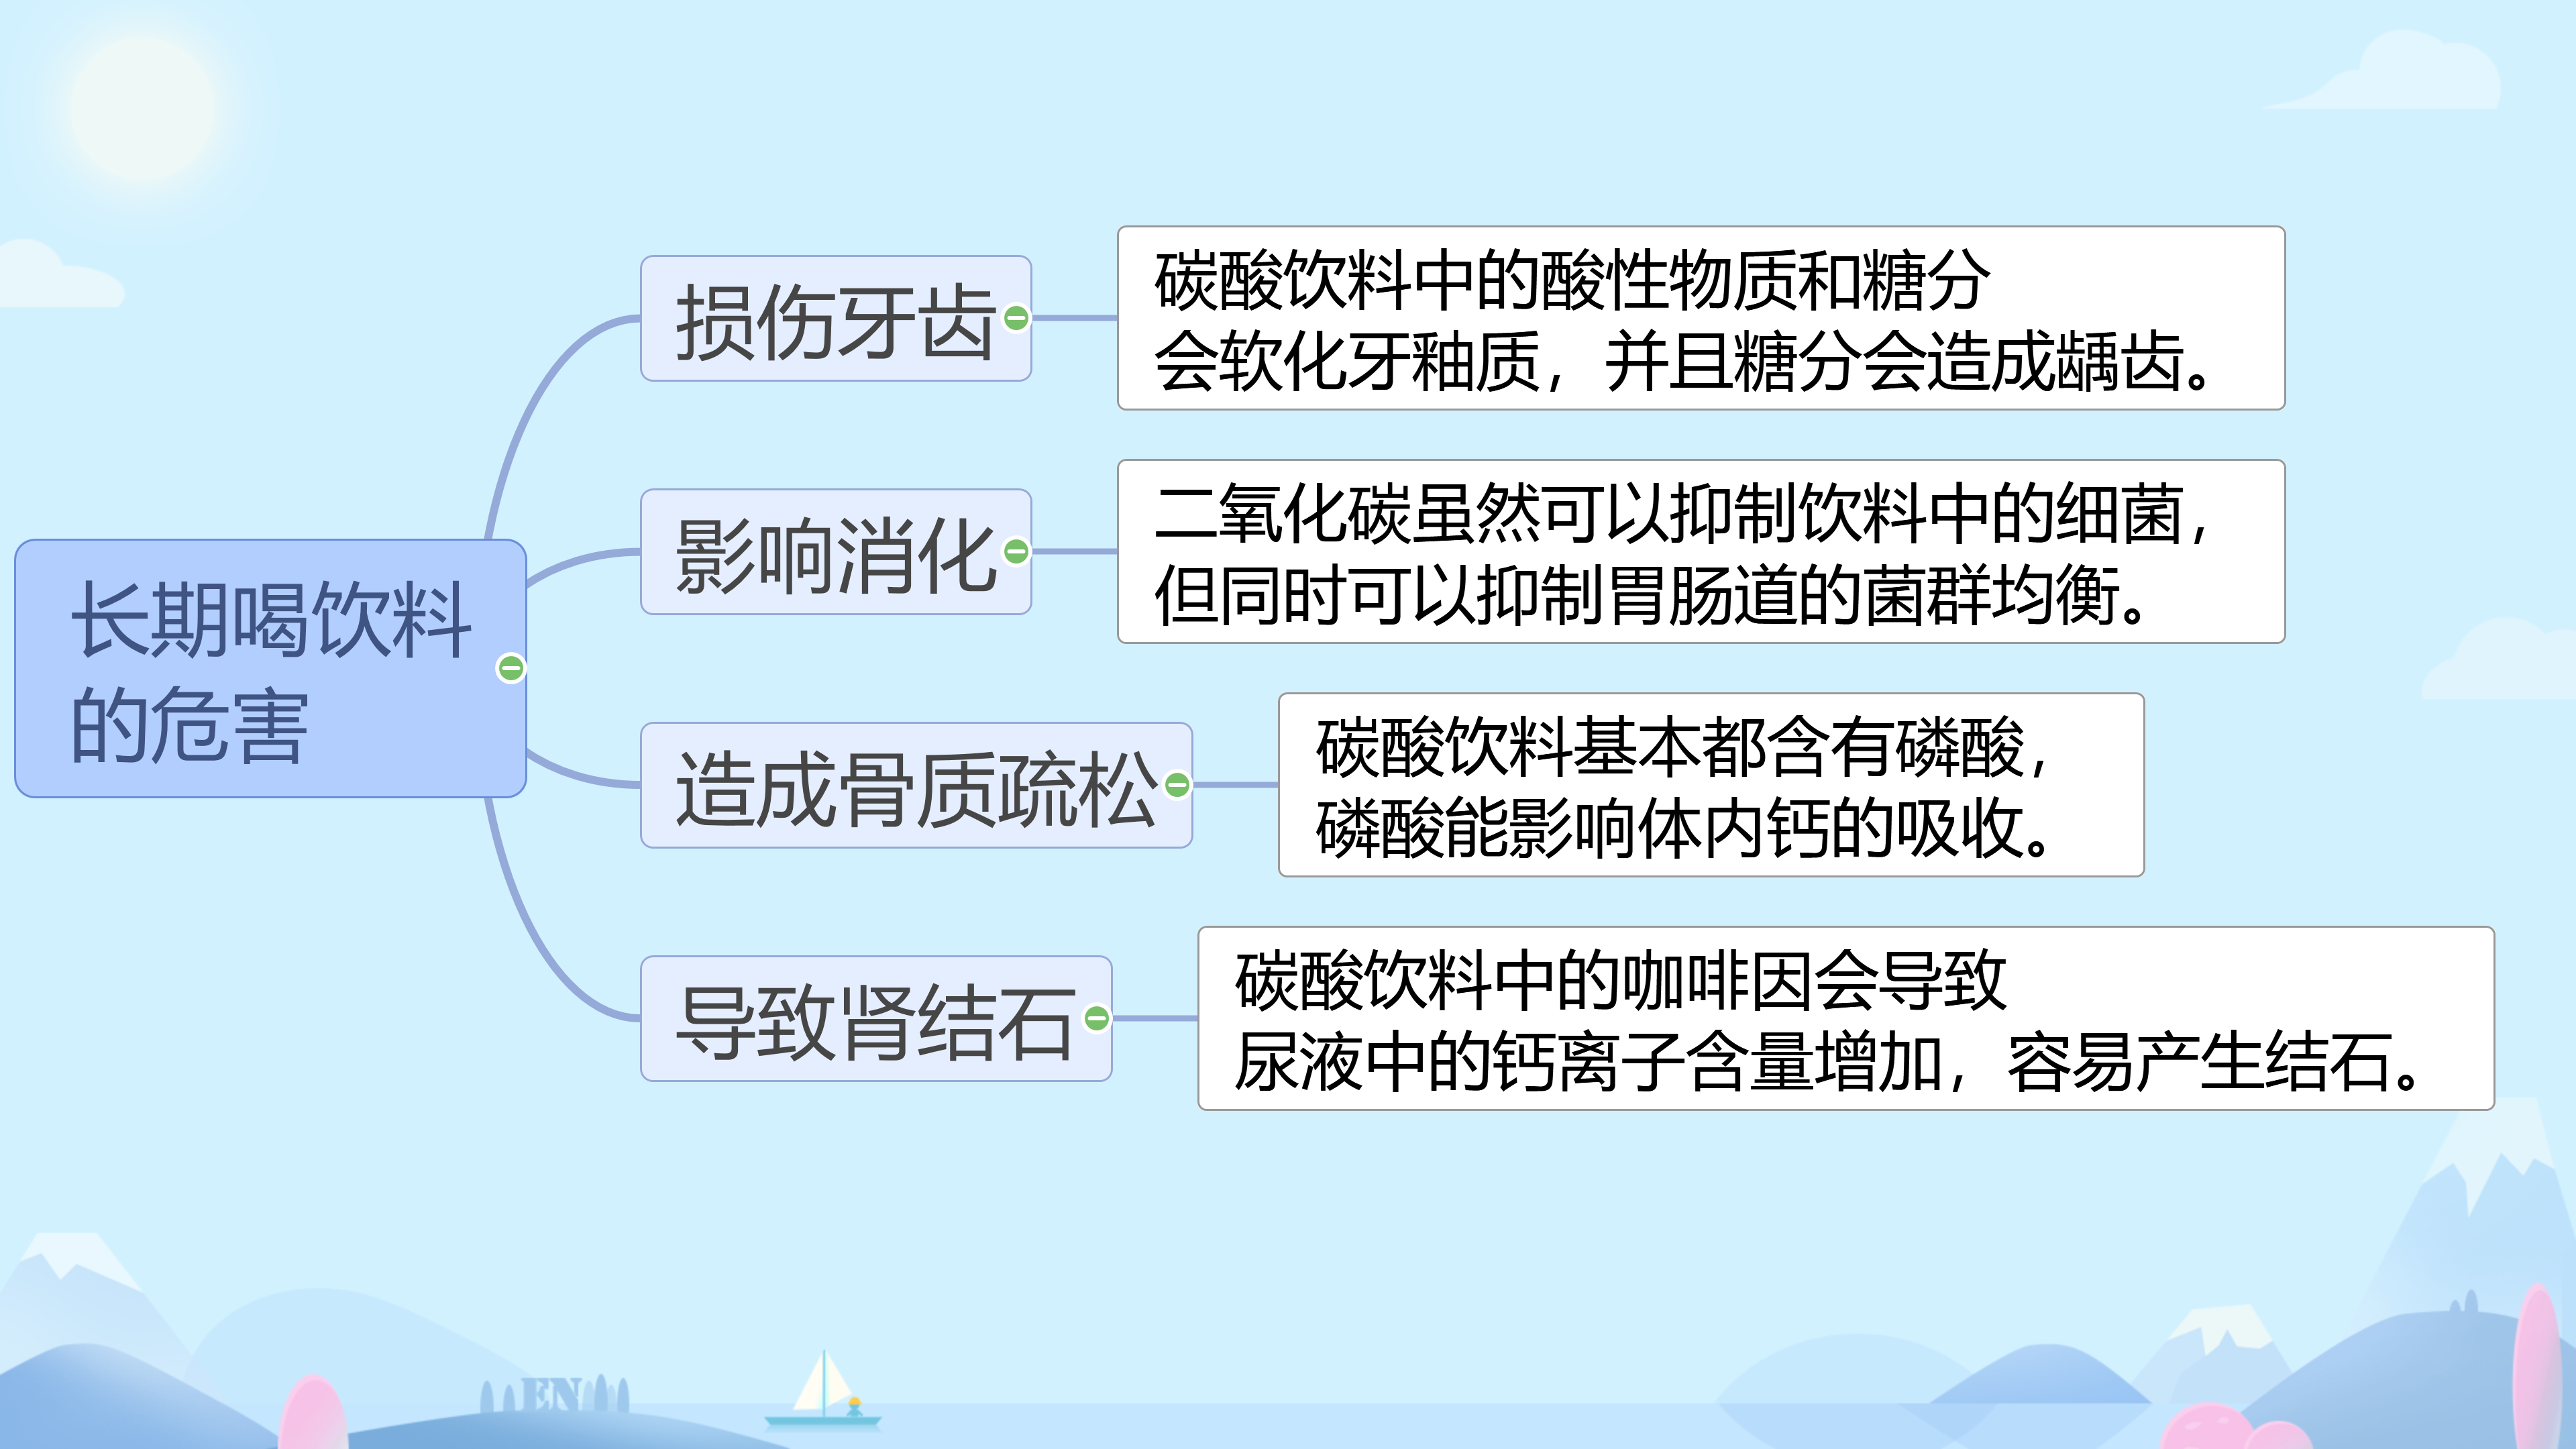 长期喝饮料
的危害
损伤牙齿
碳酸饮料中的酸性物质和糖分
会软化牙釉质，并且糖分会造成龋齿。
影响消化
二氧化碳虽然可以抑制饮料中的细菌，
但同时可以抑制胃肠道的菌群均衡。
造成骨质疏松
碳酸饮料基本都含有磷酸，
磷酸能影响体内钙的吸收。
导致肾结石
碳酸饮料中的咖啡因会导致
尿液中的钙离子含量增加，容易产生结石。
EN